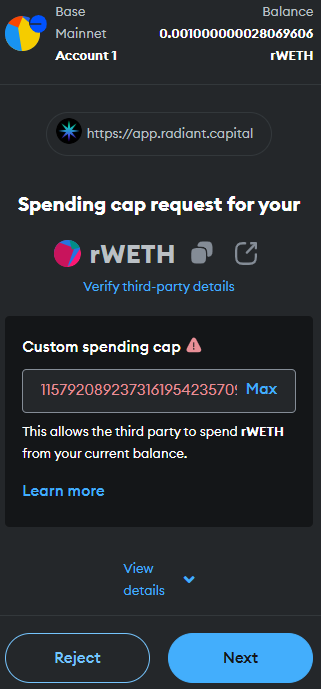 Base
Mainnet
Account 1
Balance
0.001000000028069606
rWETH
https://app.radiant.capital
Spending cap request for your
rWETH
Verify third-party details
Custom spending cap
115792089237316195423570
Max
This allows the third party to spend rWETH
from your current balance.
Learn more
View
details
Reject
Next